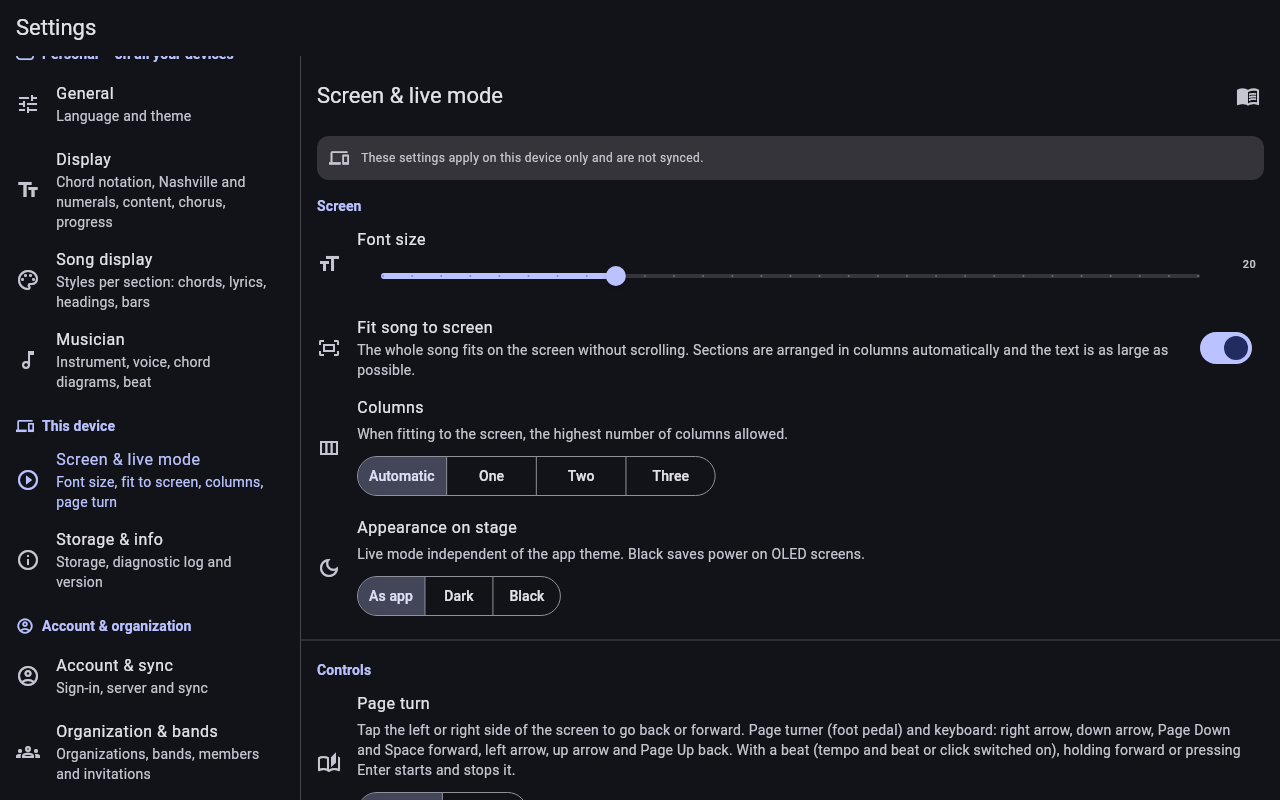 Settings
Personal – on all your devices
General
Language and theme
Display
Chord notation, Nashville and
numerals, content, chorus,
progress
Song display
Styles per section: chords, lyrics,
headings, bars
Musician
Instrument, voice, chord
diagrams, beat
This device
Screen & live mode
Font size, fit to screen, columns,
page turn
Storage & info
Storage, diagnostic log and
version
Account & organization
Account & sync
Sign-in, server and sync
Organization & bands
Organizations, bands, members
and invitations
Screen & live mode
These settings apply on this device only and are not synced.
Screen
Font size
20
Fit song to screen
The whole song fits on the screen without scrolling. Sections are arranged in columns automatically and the text is as large as
possible.
Columns
When fitting to the screen, the highest number of columns allowed.
Automatic One Two Three
Appearance on stage
Live mode independent of the app theme. Black saves power on OLED screens.
As app Dark Black
Controls
Page turn
Tap the left or right side of the screen to go back or forward. Page turner (foot pedal) and keyboard: right arrow, down arrow, Page Down
and Space forward, left arrow, up arrow and Page Up back. With a beat (tempo and beat or click switched on), holding forward or pressing
Enter starts and stops it.